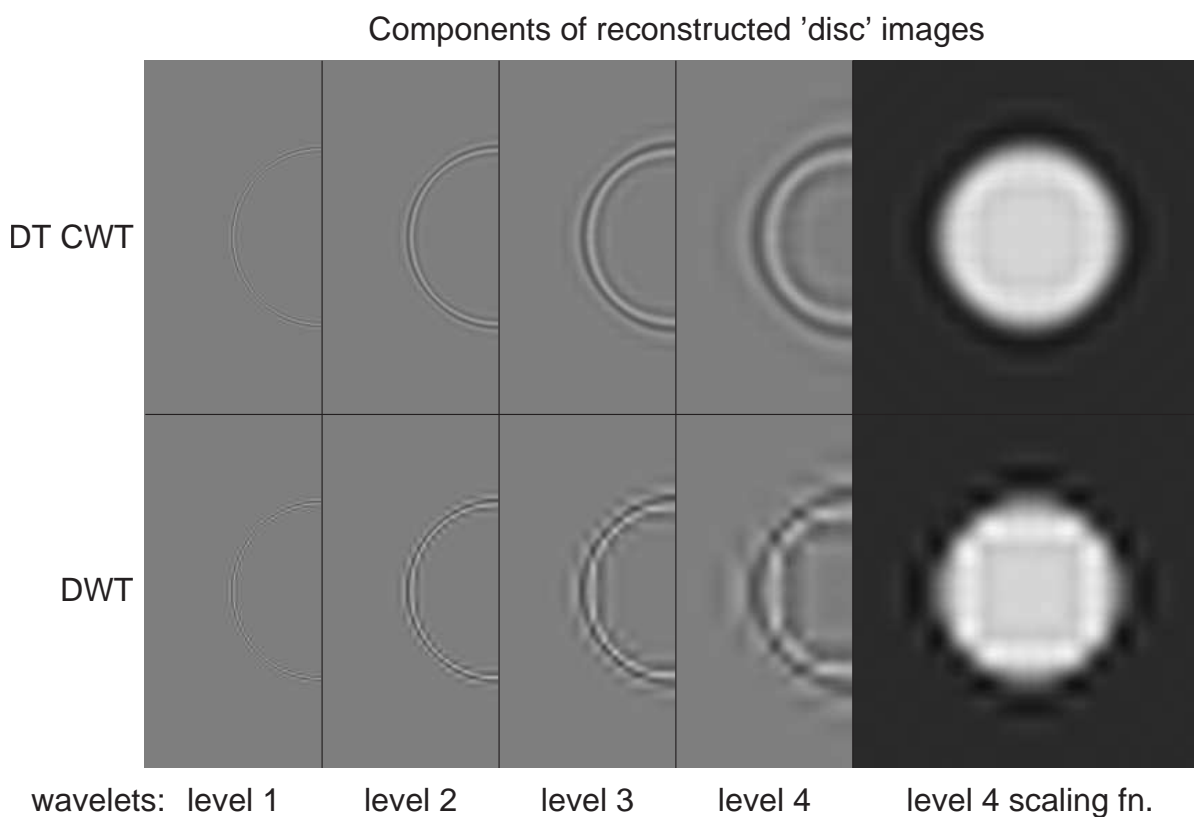 Components of reconstructed ’disc’ images
DT CWT
DWT
wavelets: level 1 level 2 level 3 level 4 level 4 scaling fn.